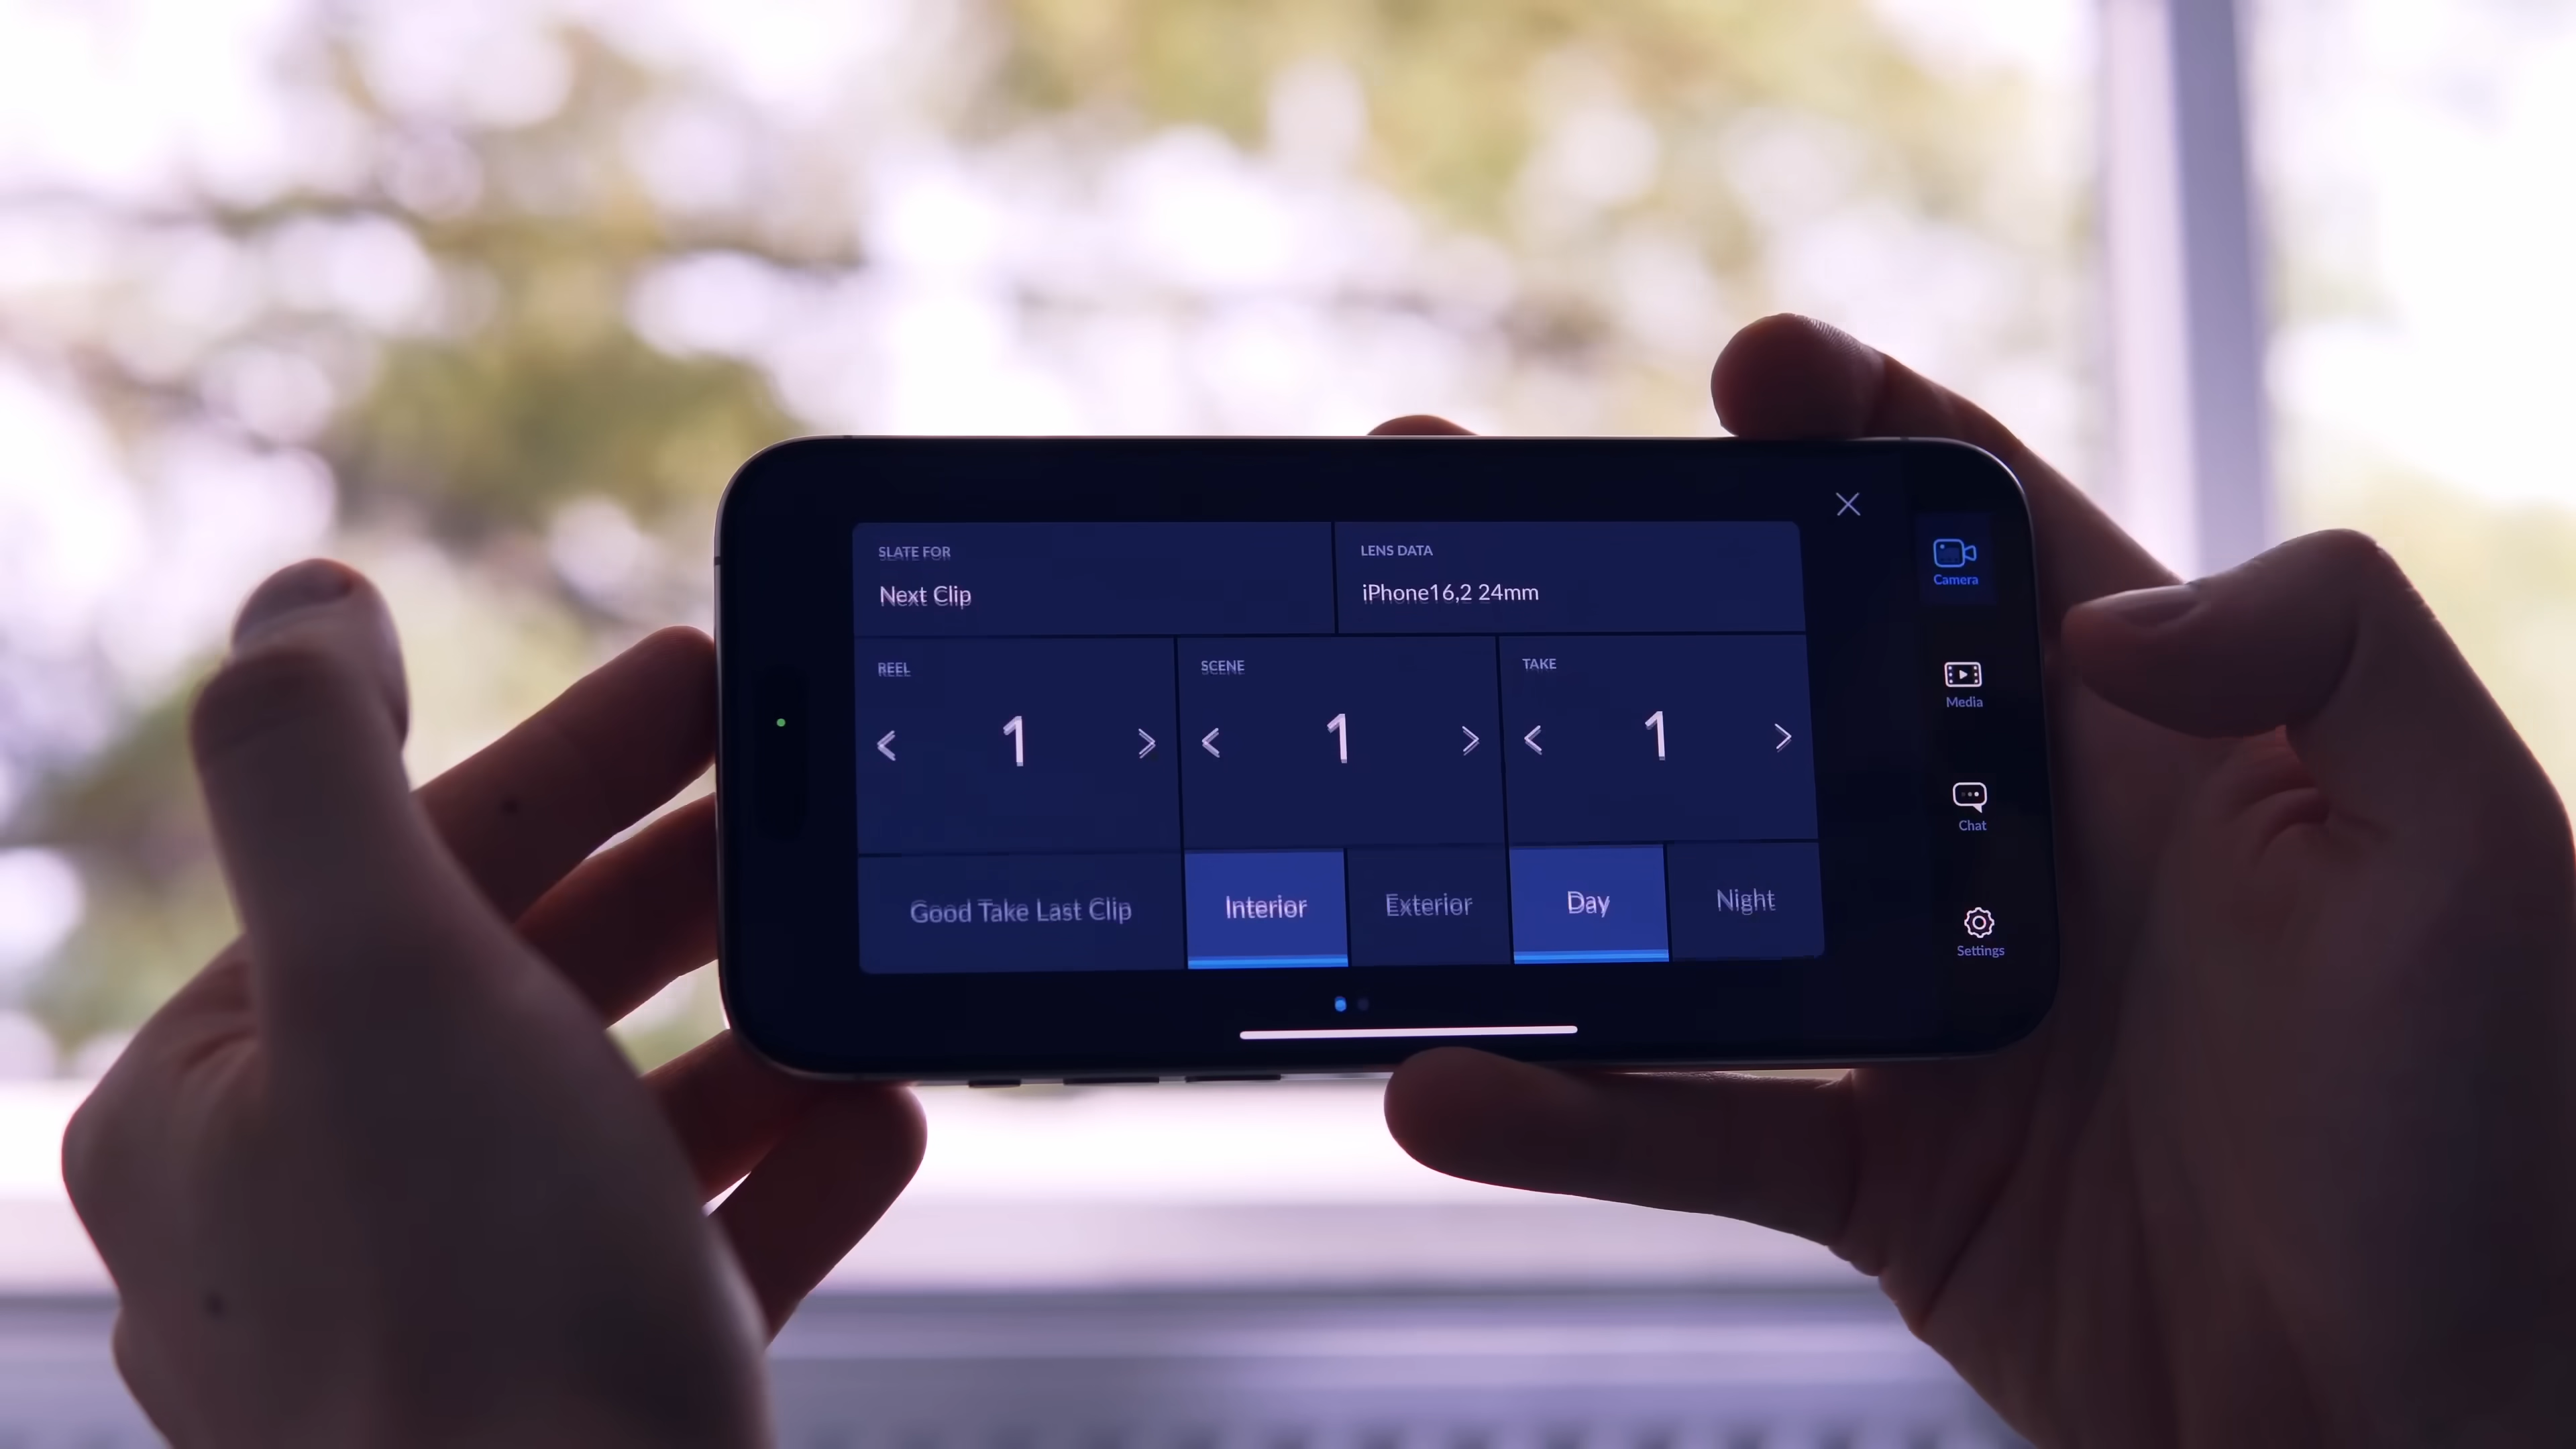 SLATE FOR
Next Clip
LENS DATA
iPhone16,2 24mm
REEL
1
SCENE
1
TAKE
1
Good Take Last Clip
Interior
Exterior
Day
Night
Camera
Media
Chat
Settings